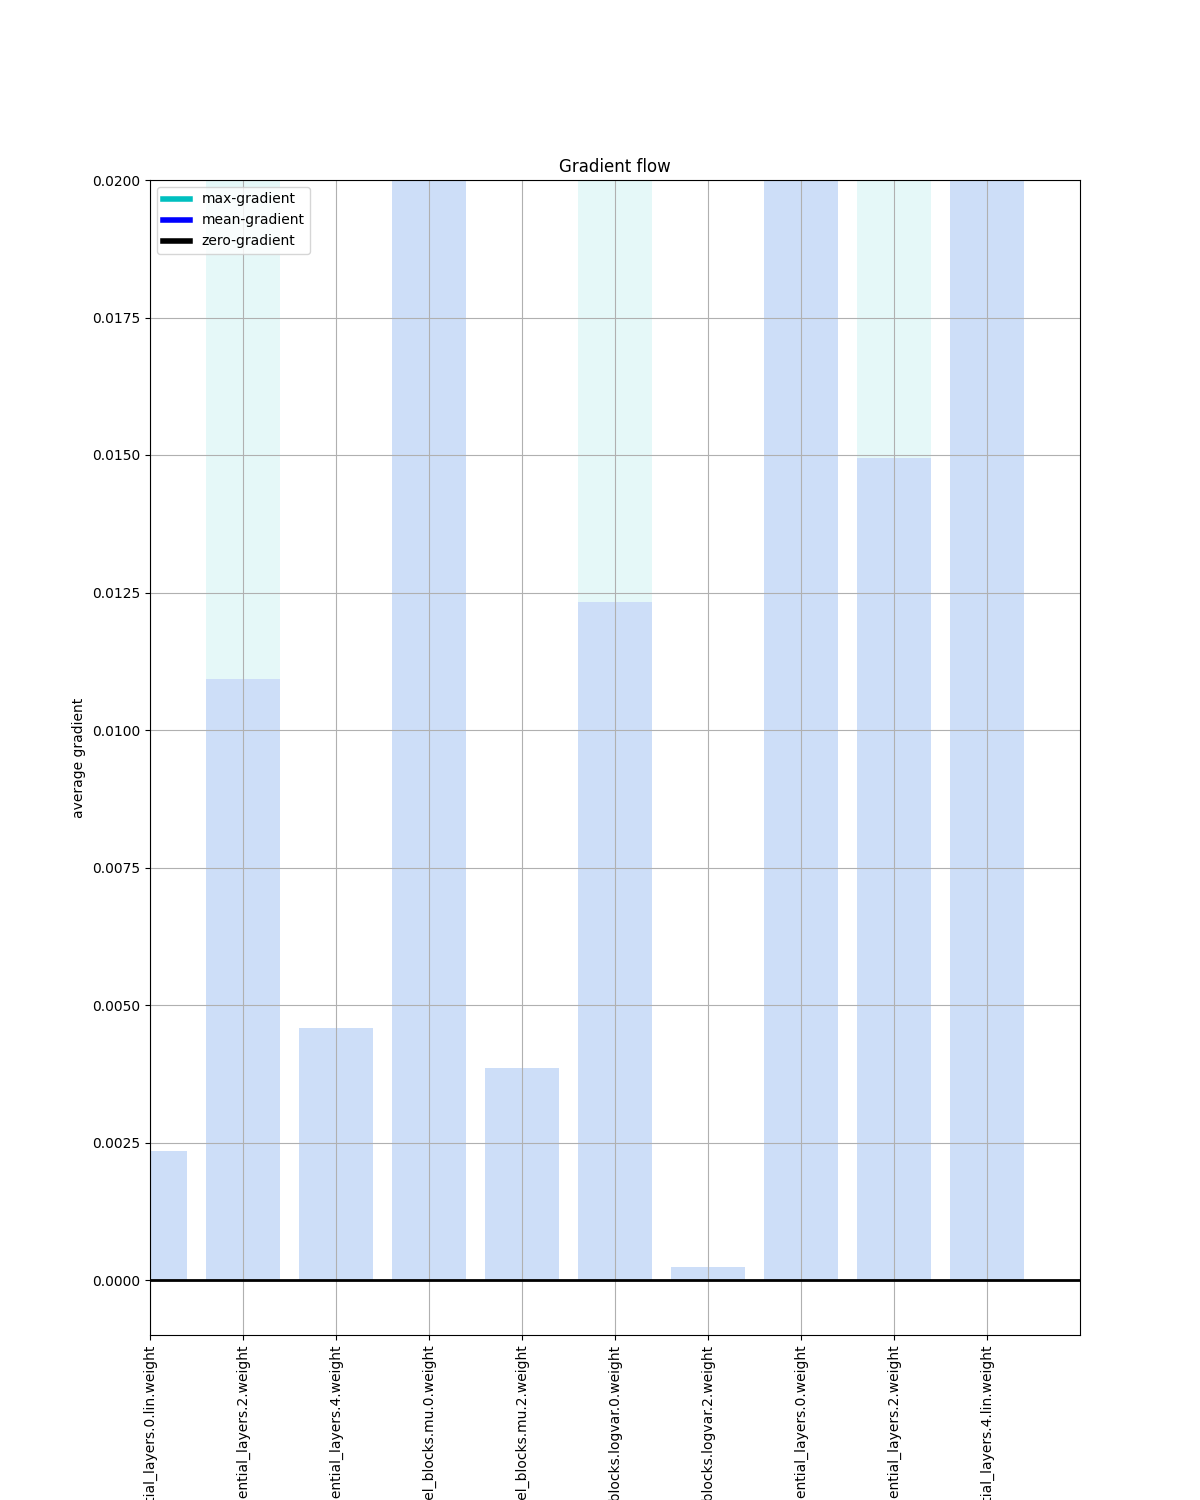 Gradient flow
max-gradient
mean-gradient
zero-gradient
0.0200
0.0175
0.0150
0.0125
0.0100
0.0075
0.0050
0.0025
0.0000
average gradient
tial_layers.0.lin.weight
ential_layers.2.weight
ential_layers.4.weight
el_blocks.mu.0.weight
el_blocks.mu.2.weight
blocks.logvar.0.weight
blocks.logvar.2.weight
ential_layers.0.weight
ential_layers.2.weight
tial_layers.4.lin.weight